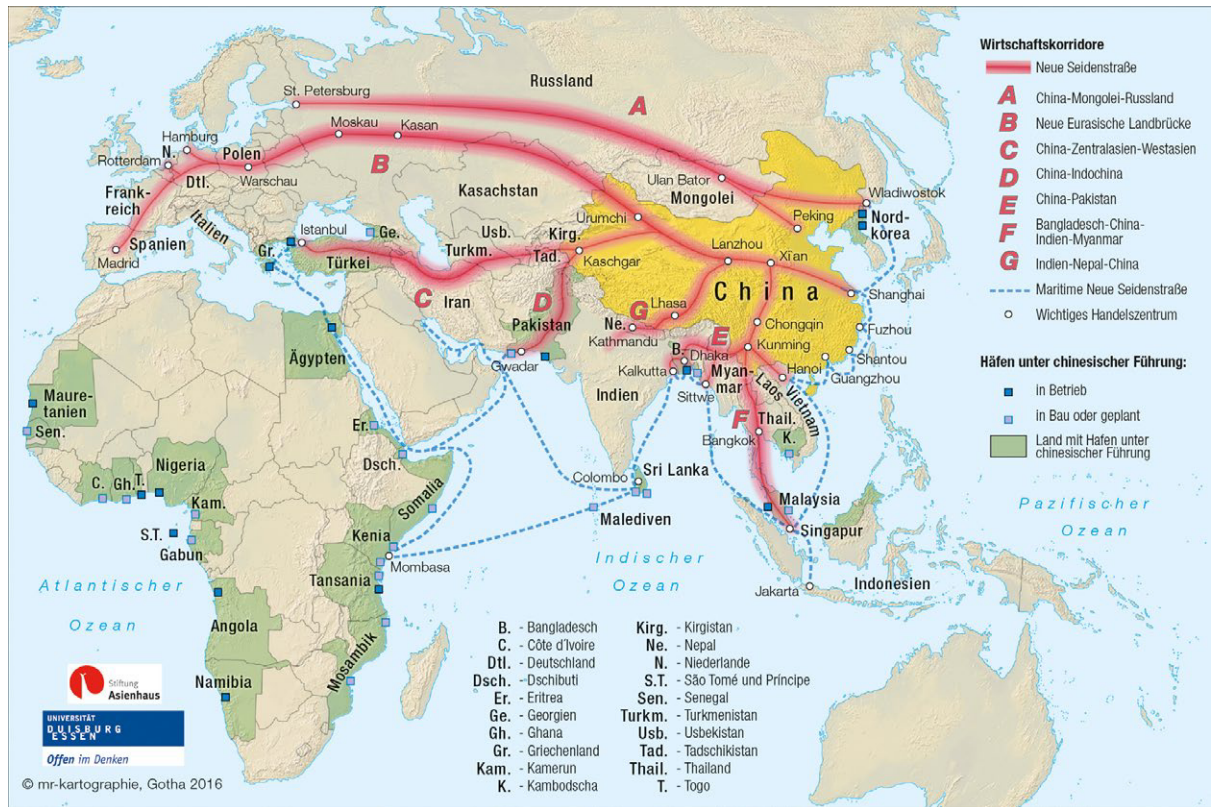 Wirtschaftskorridore
Neue Seidenstraße
A China-Mongolei-Russland
B Neue Eurasische Landbrücke
C China-Zentralasien-Westasien
D China-Indochina
E China-Pakistan
F Bangladesch-China-
Indien-Myanmar
G Indien-Nepal-China
Maritime Neue Seidenstraße
Wichtiges Handelszentrum
Häfen unter chinesischer Führung:
in Betrieb
in Bau oder geplant
Land mit Hafen unter
chinesischer Führung
Russland
A
St. Petersburg
Moskau
Kasan
Hamburg
N.
Rotterdam
Polen
Dtl.
Warschau
B
Frank-
reich
Kasachstan
Ulan Bator
Mongolei
Wladiwostok
Italien
Urumchi
Peking
Nord-
korea
Spanien
Madrid
Istanbul
Ge.
Usb.
Kirg.
Gr.
Türkei
Turkm.
Tad.
Kaschgar
Lanzhou
Xi'an
C
Iran
D
China
Shanghai
Pakistan
G
Lhasa
Ne.
Kathmandu
Chongqin
Fuzhou
E
Ägypten
Gwadar
B.
Dhaka
Kunming
Shantou
Kalkutta
Myan-
mar
Hanoi
Guangzhou
Indien
Sittwe
Laos
Vietnam
Maure-
tanien
Sen.
Er.
F
Thail.
Bangkok
K.
Dsch.
Nigeria
C.
Gh.
T.
Kam.
Somalia
Colombo
Sri Lanka
Malaysia
Pazifischer
Ozean
S.T.
Gabun
Kenia
Malediven
Singapur
Mombasa
Indischer
Ozean
Atlantischer
Ozean
Tansania
Jakarta
Indonesien
Angola
Mosambik
Namibia
B. - Bangladesch
C. - Côte d´Ivoire
Dtl. - Deutschland
Dsch. - Dschibuti
Er. - Eritrea
Ge. - Georgien
Gh. - Ghana
Gr. - Griechenland
Kam. - Kamerun
K. - Kambodscha
Kirg. - Kirgistan
Ne. - Nepal
N. - Niederlande
S.T. - São Tomé und Príncipe
Sen. - Senegal
Turkm. - Turkmenistan
Usb. - Usbekistan
Tad. - Tadschikistan
Thail. - Thailand
T. - Togo
Stiftung
Asienhaus
UNIVERSITÄT
DUISBURG
ESSEN
Offen im Denken
© mr-kartographie, Gotha 2016